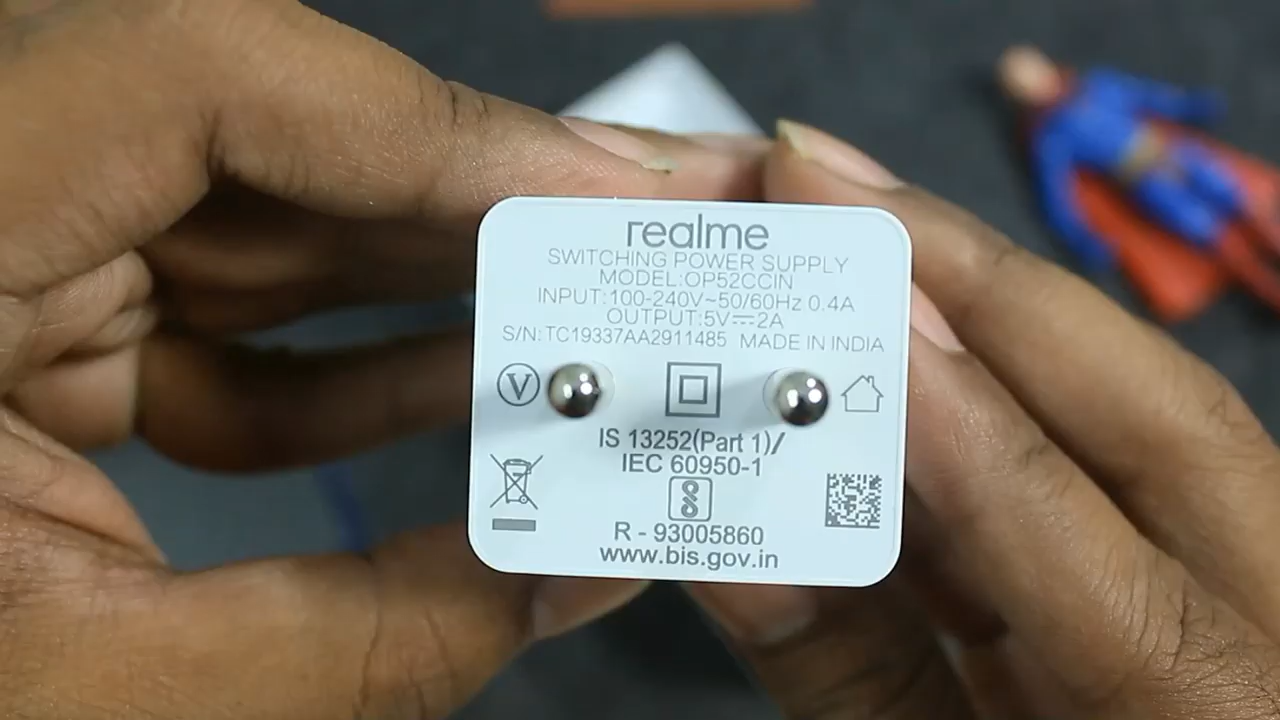 realme
SWITCHING POWER SUPPLY
MODEL:OP52CCIN
INPUT:100-240V~50/60Hz 0.4A
OUTPUT:5V⎓2A
S/N:TC19337AA2911485 MADE IN INDIA
V
IS 13252(Part 1)/
IEC 60950-1
R - 93005860
www.bis.gov.in